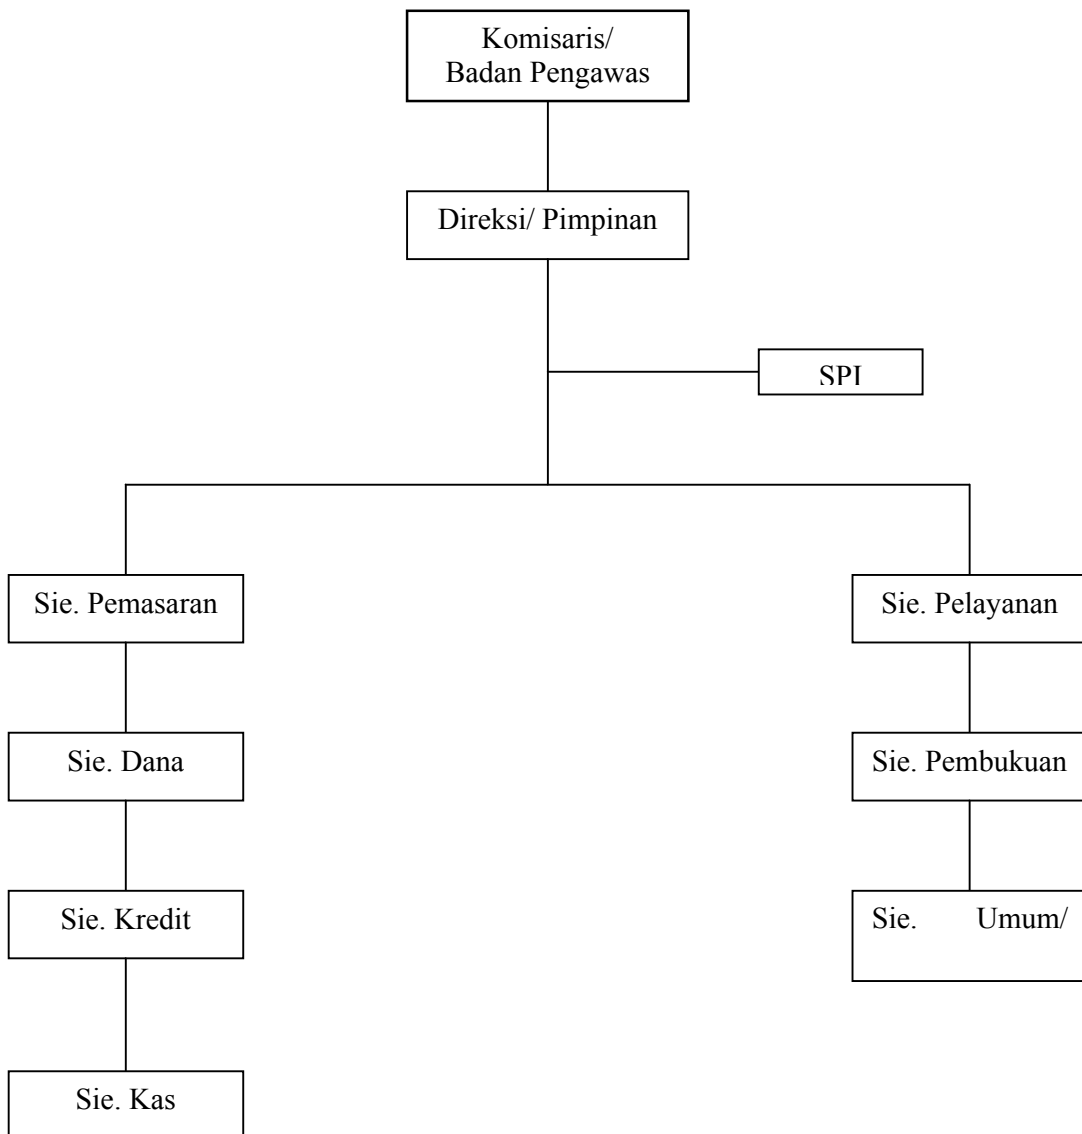 Komisaris/
Badan Pengawas
Direksi/ Pimpinan
SPI
Sie. Pemasaran
Sie. Pelayanan
Sie. Dana
Sie. Pembukuan
Sie. Kredit
Sie. Umum/
Sie. Kas